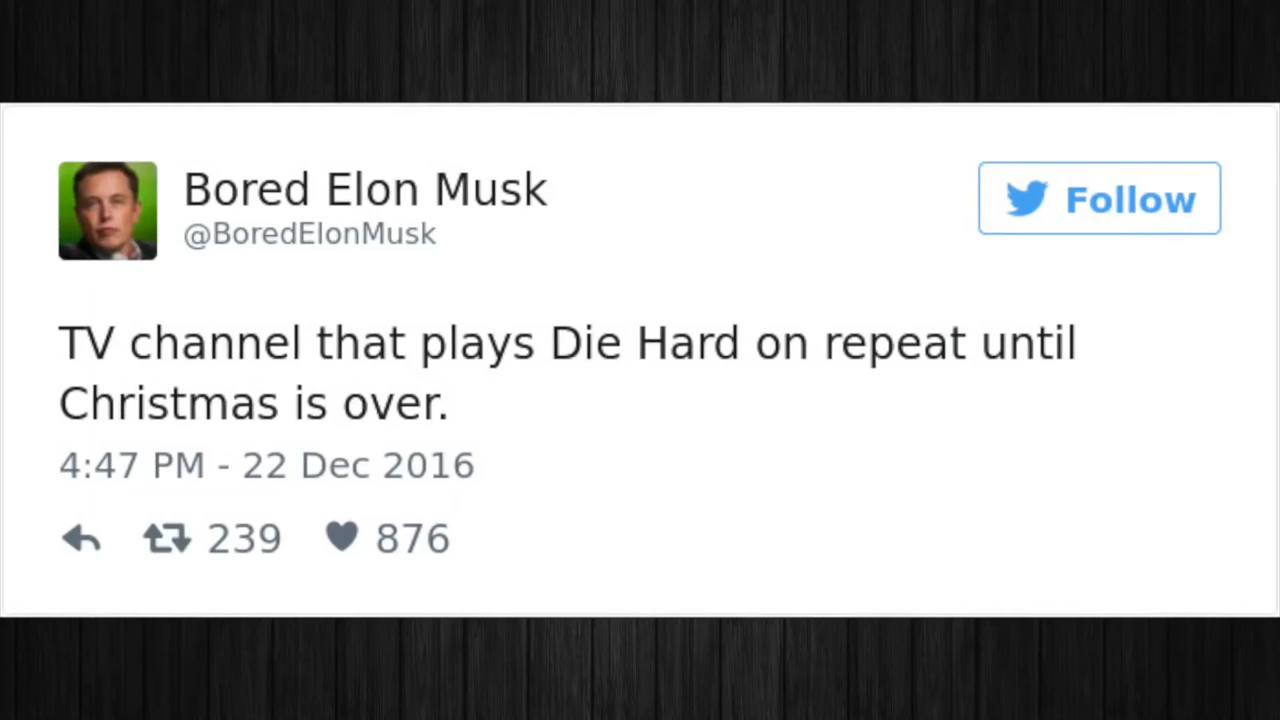 Bored Elon Musk
@BoredElonMusk
Follow
TV channel that plays Die Hard on repeat until
Christmas is over.
4:47 PM - 22 Dec 2016
239 876